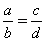 a/b = c/d